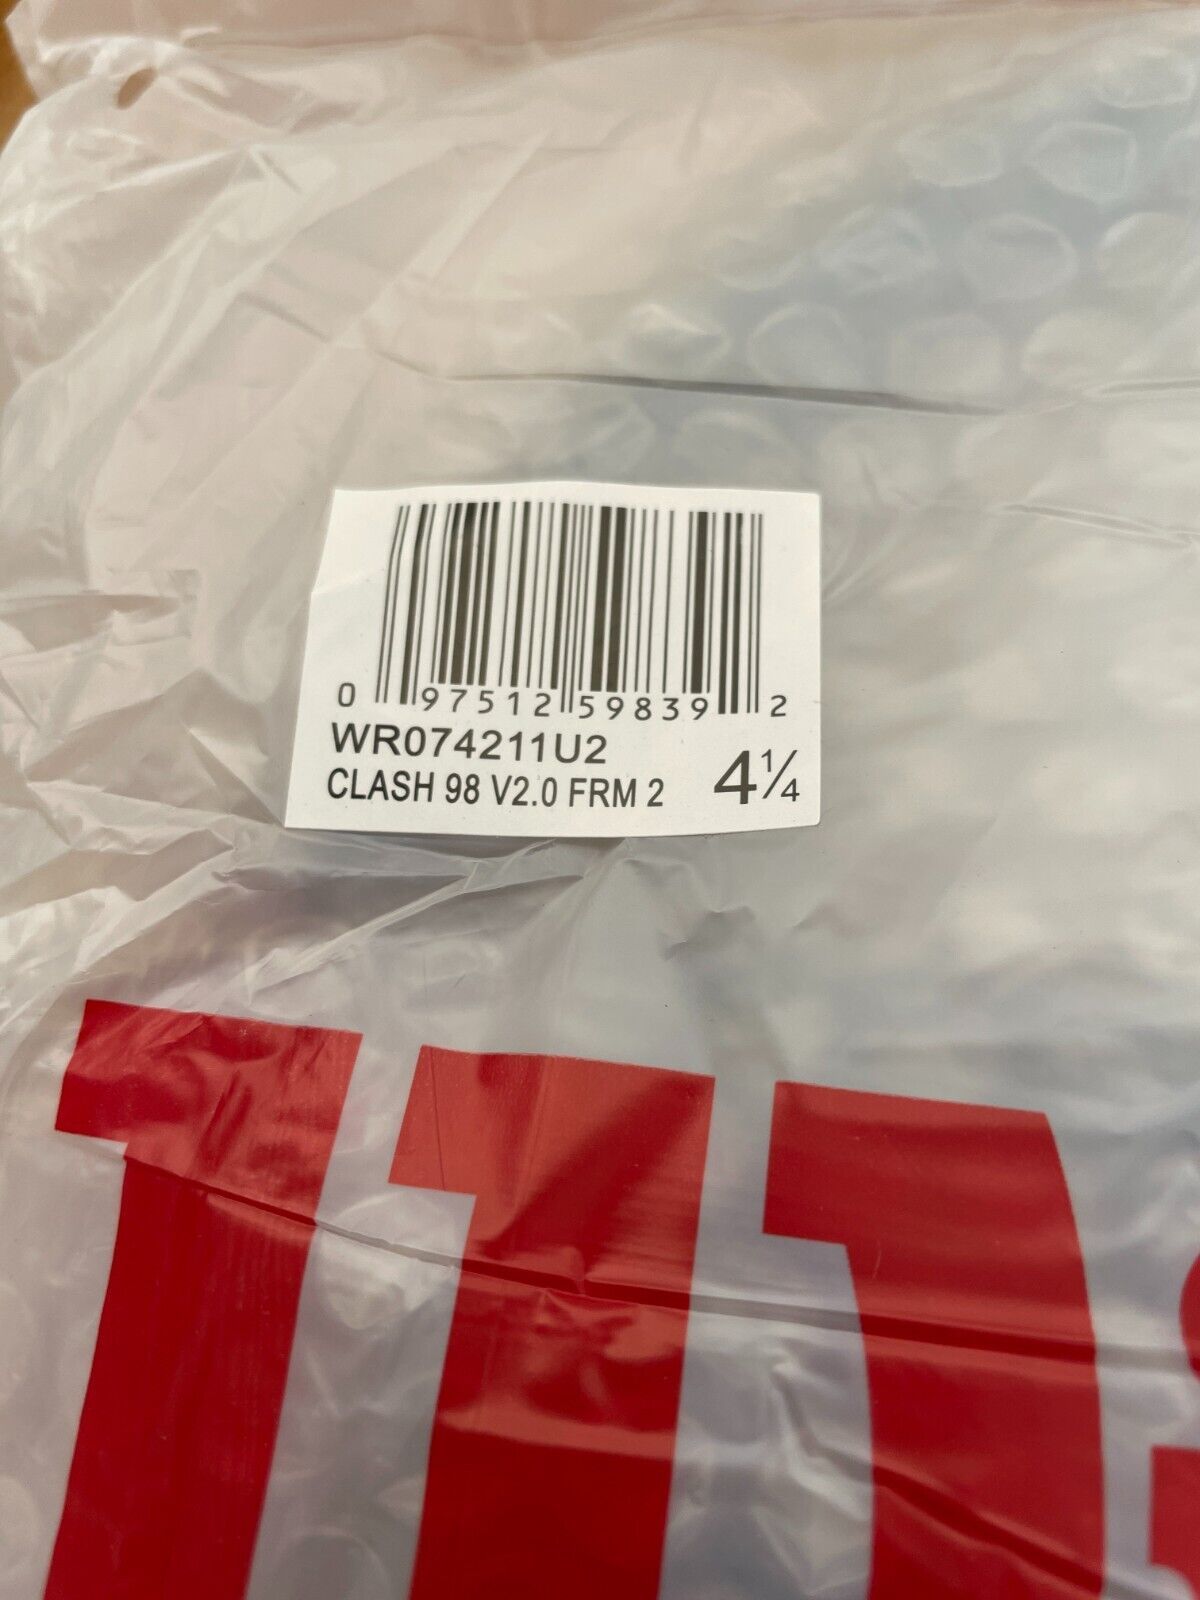 0 97512 59839 2
WR074211U2
CLASH 98 V2.0 FRM 2 4¼